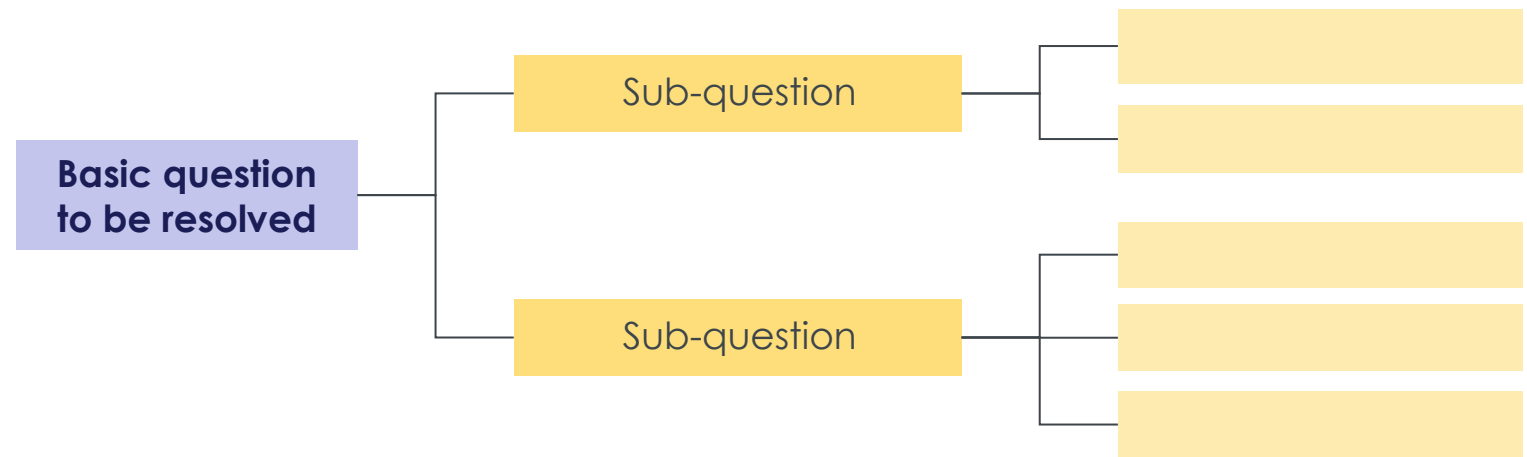 Basic question
to be resolved
Sub-question
Sub-question